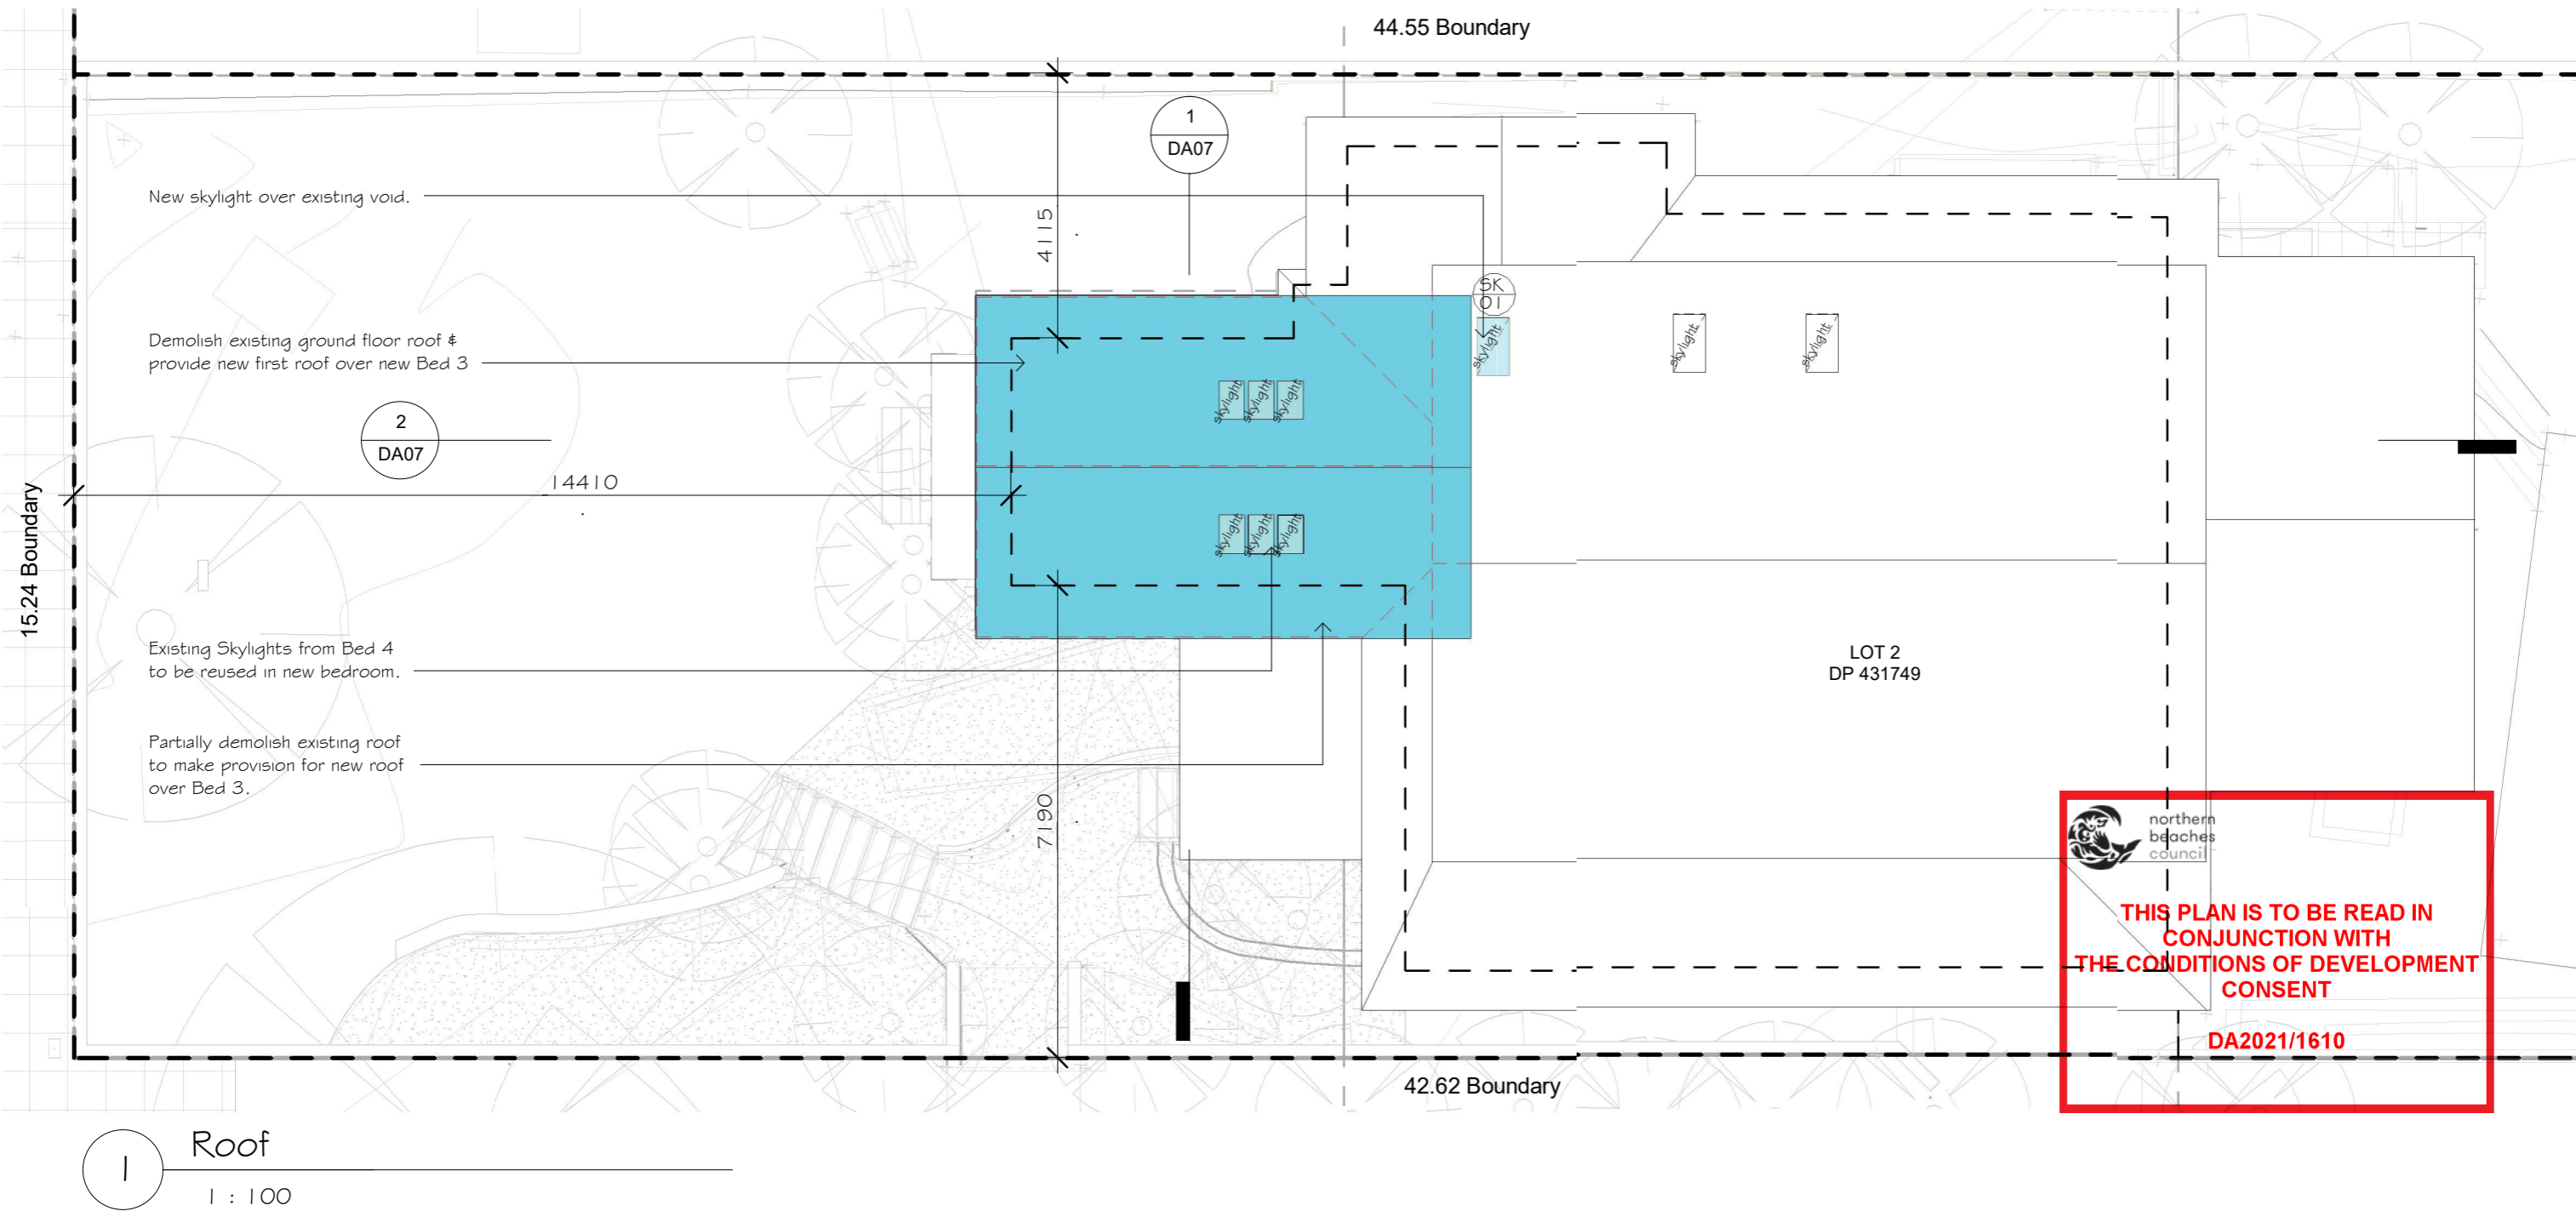 44.55 Boundary
1
DA07
New skylight over existing void.
4115
SK
01
skylight
skylight
skylight
Demolish existing ground floor roof &
provide new first roof over new Bed 3
skylight
skylight
skylight
2
DA07
14410
15.24 Boundary
skylight
skylight
skylight
Existing Skylights from Bed 4
to be reused in new bedroom.
LOT 2
DP 431749
Partially demolish existing roof
to make provision for new roof
over Bed 3.
7190
northern
beaches
council
THIS PLAN IS TO BE READ IN
CONJUNCTION WITH
THE CONDITIONS OF DEVELOPMENT
CONSENT
DA2021/1610
42.62 Boundary
1
Roof
1 : 100